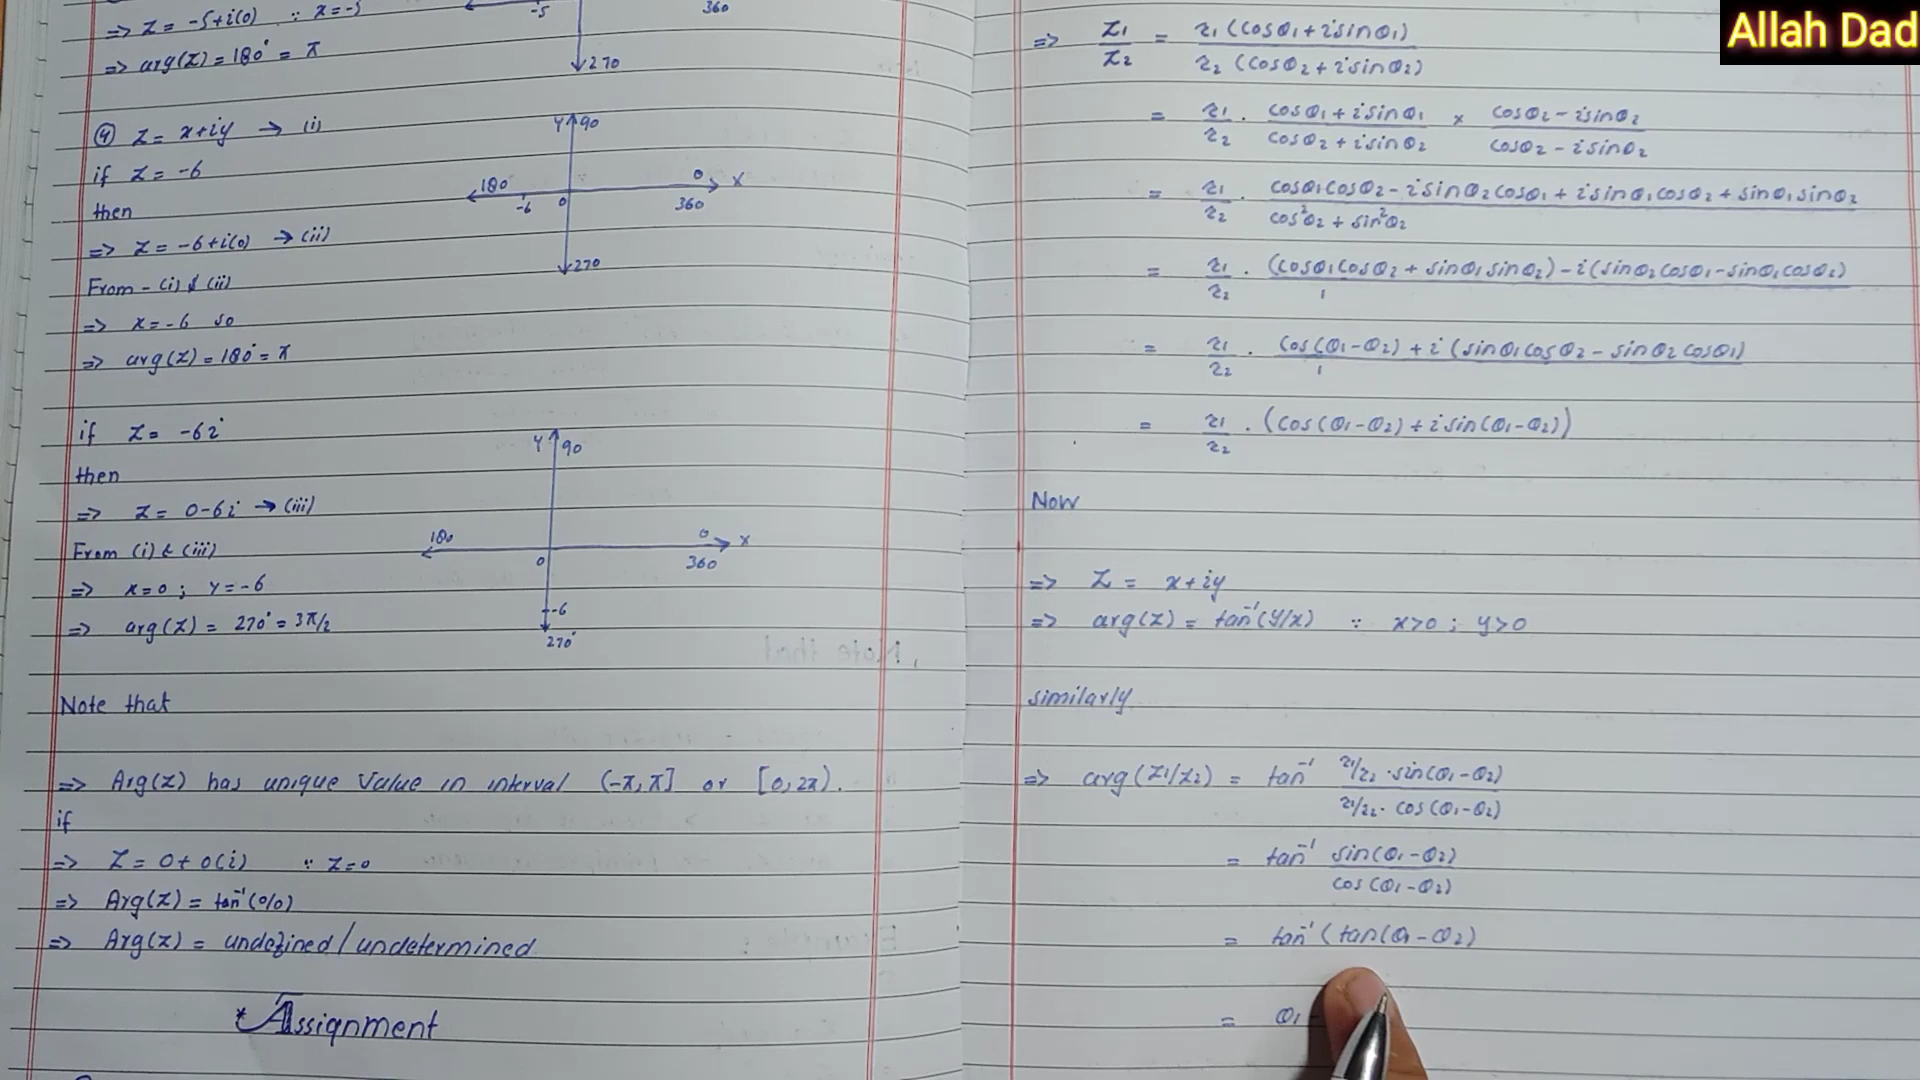 => Z = -5+i(0) ∵ x=-5
=> arg(Z) = 180° = π
-5
360
270
④ Z = x+iy → (i)
if Z = -6
then
=> Z = -6+i(0) → (ii)
From - (i) & (ii)
=> x = -6 so
=> arg(Z) = 180° = π
Y 90
180
-6
0
0
360
X
270
if Z = -6i
then
=> Z = 0-6i → (iii)
From (i) & (iii)
=> x=0 ; Y=-6
=> arg(Z) = 270° = 3π/2
Y 90
180
0
0
360
X
-6
270°
Note that
=> Arg(Z) has unique Value in interval (-π, π] or [0, 2π).
if
=> Z = 0+0(i) ∵ Z=0
=> Arg(Z) = tan⁻¹(0/0)
=> Arg(Z) = undefined/undetermined
*Assignment
Allah Dad
=> Z₁/Z₂ = r₁(cosθ₁+isinθ₁) / r₂(cosθ₂+isinθ₂)
= r₁/r₂ . cosθ₁+isinθ₁ / cosθ₂+isinθ₂ × cosθ₂-isinθ₂ / cosθ₂-isinθ₂
= r₁/r₂ . cosθ₁cosθ₂-isinθ₂cosθ₁+isinθ₁cosθ₂+sinθ₁sinθ₂ / cos²θ₂+sin²θ₂
= r₁/r₂ . (cosθ₁cosθ₂+sinθ₁sinθ₂)-i(sinθ₂cosθ₁-sinθ₁cosθ₂) / 1
= r₁/r₂ . cos(θ₁-θ₂)+i(sinθ₁cosθ₂-sinθ₂cosθ₁) / 1
= r₁/r₂ . (cos(θ₁-θ₂)+isin(θ₁-θ₂))
Now
=> Z = x+iy
=> arg(Z) = tan⁻¹(y/x) ∵ x>0 ; y>0
similarly
=> arg(Z₁/Z₂) = tan⁻¹ r₁/r₂ . sin(θ₁-θ₂) / r₁/r₂ . cos(θ₁-θ₂)
= tan⁻¹ sin(θ₁-θ₂) / cos(θ₁-θ₂)
= tan⁻¹(tan(θ₁-θ₂)
= θ₁-